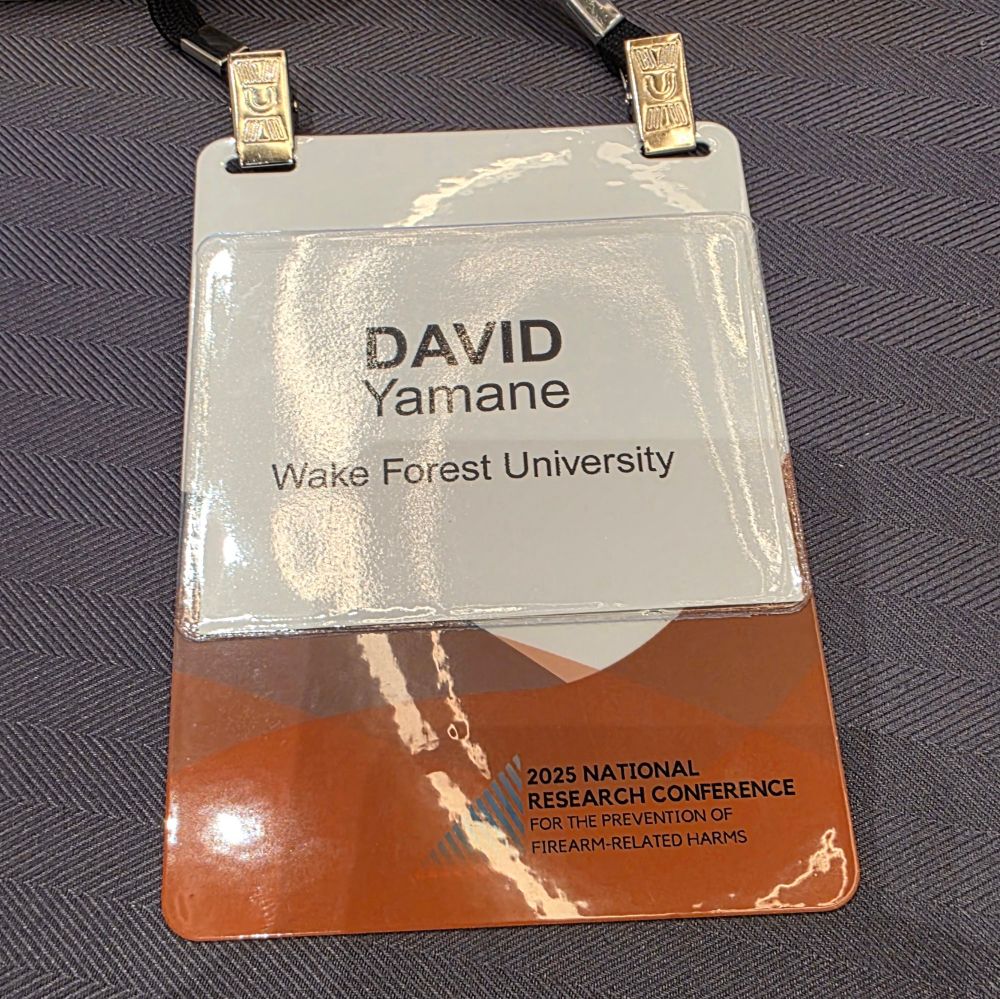 DAVID
Yamane
Wake Forest University
2025 NATIONAL
RESEARCH CONFERENCE
FOR THE PREVENTION OF
FIREARM-RELATED HARMS